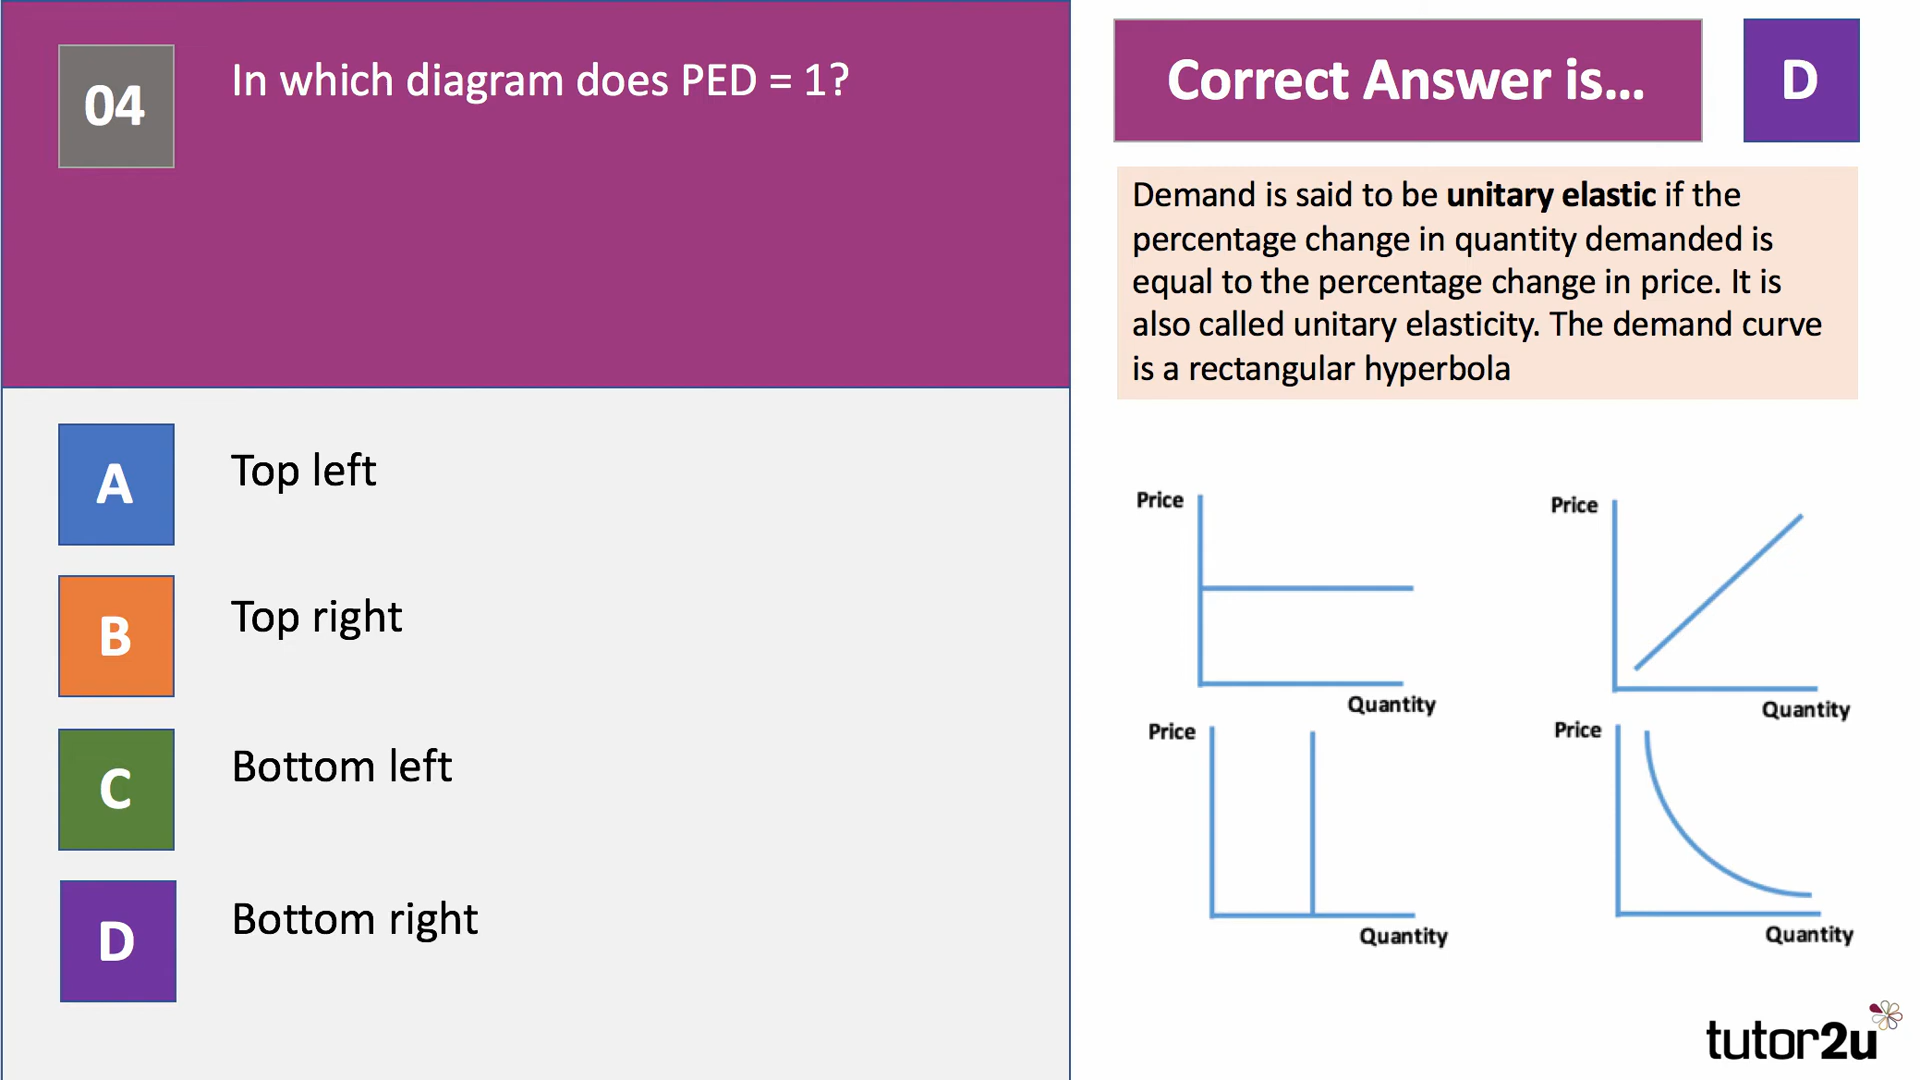 04
In which diagram does PED = 1?
A
Top left
B
Top right
C
Bottom left
D
Bottom right
Correct Answer is...
D
Demand is said to be unitary elastic if the
percentage change in quantity demanded is
equal to the percentage change in price. It is
also called unitary elasticity. The demand curve
is a rectangular hyperbola
Price
Quantity
Price
Quantity
Price
Quantity
Price
Quantity
tutor2u